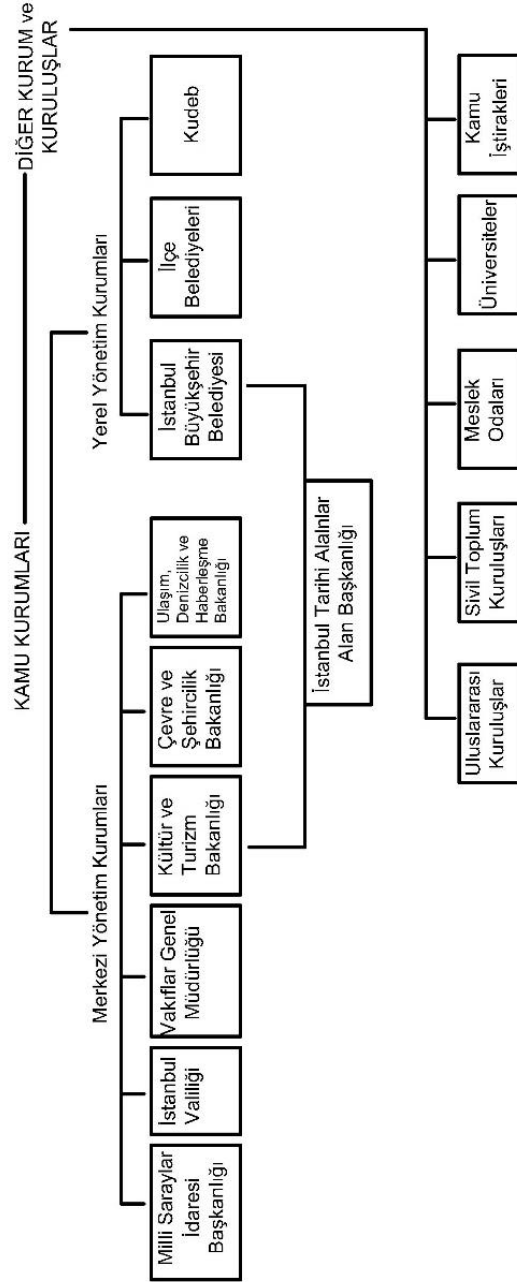 KAMU KURUMLARI
DİĞER KURUM ve
KURULUŞLAR
Merkezi Yönetim Kurumları
Yerel Yönetim Kurumları
Milli Saraylar
İdaresi
Başkanlığı
İstanbul
Valiliği
Vakıflar Genel
Müdürlüğü
Kültür ve
Turizm
Bakanlığı
Çevre ve
Şehircilik
Bakanlığı
Ulaşım,
Denizcilik ve
Haberleşme
Bakanlığı
İstanbul
Büyükşehir
Belediyesi
İlçe
Belediyeleri
Kudeb
İstanbul Tarihi Alainlar
Alan Başkanlığı
Uluslararası
Kuruluşlar
Sivil Toplum
Kuruluşları
Meslek
Odaları
Üniversiteler
Kamu
İştirakleri